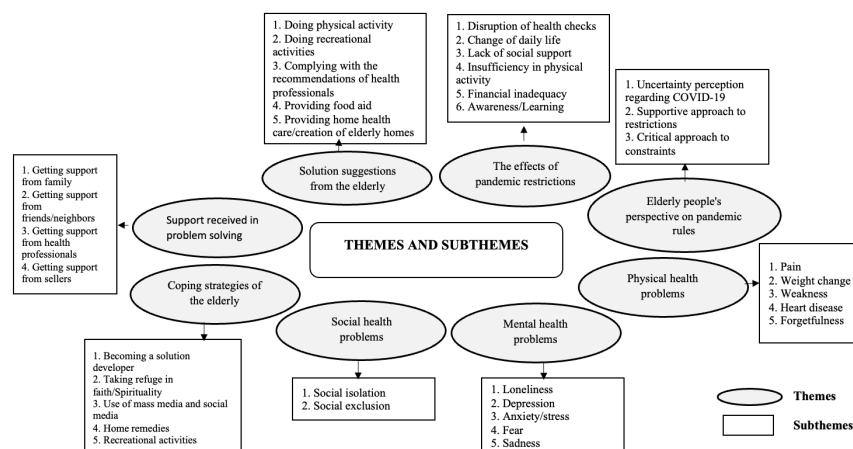 1. Doing physical activity
2. Doing recreational
activities
3. Complying with the
recommendations of health
professionals
4. Providing food aid
5. Providing home health
care/creation of elderly homes
1. Disruption of health checks
2. Change of daily life
3. Lack of social support
4. Insufficiency in physical
activity
5. Financial inadequacy
6. Awareness/Learning
1. Uncertainty perception
regarding COVID-19
2. Supportive approach to
restrictions
3. Critical approach to
constraints
Solution suggestions
from the elderly
The effects of
pandemic restrictions
Elderly people's
perspective on pandemic
rules
1. Getting support
from family
2. Getting support
from
friends/neighbors
3. Getting support
from health
professionals
4. Getting support
from sellers
Support received in
problem solving
THEMES AND SUBTHEMES
Coping strategies of
the elderly
Social health
problems
Mental health
problems
Physical health
problems
1. Pain
2. Weight change
3. Weakness
4. Heart disease
5. Forgetfulness
1. Becoming a solution
developer
2. Taking refuge in
faith/Spirituality
3. Use of mass media and social
media
4. Home remedies
5. Recreational activities
1. Social isolation
2. Social exclusion
1. Loneliness
2. Depression
3. Anxiety/stress
4. Fear
5. Sadness
Themes
Subthemes